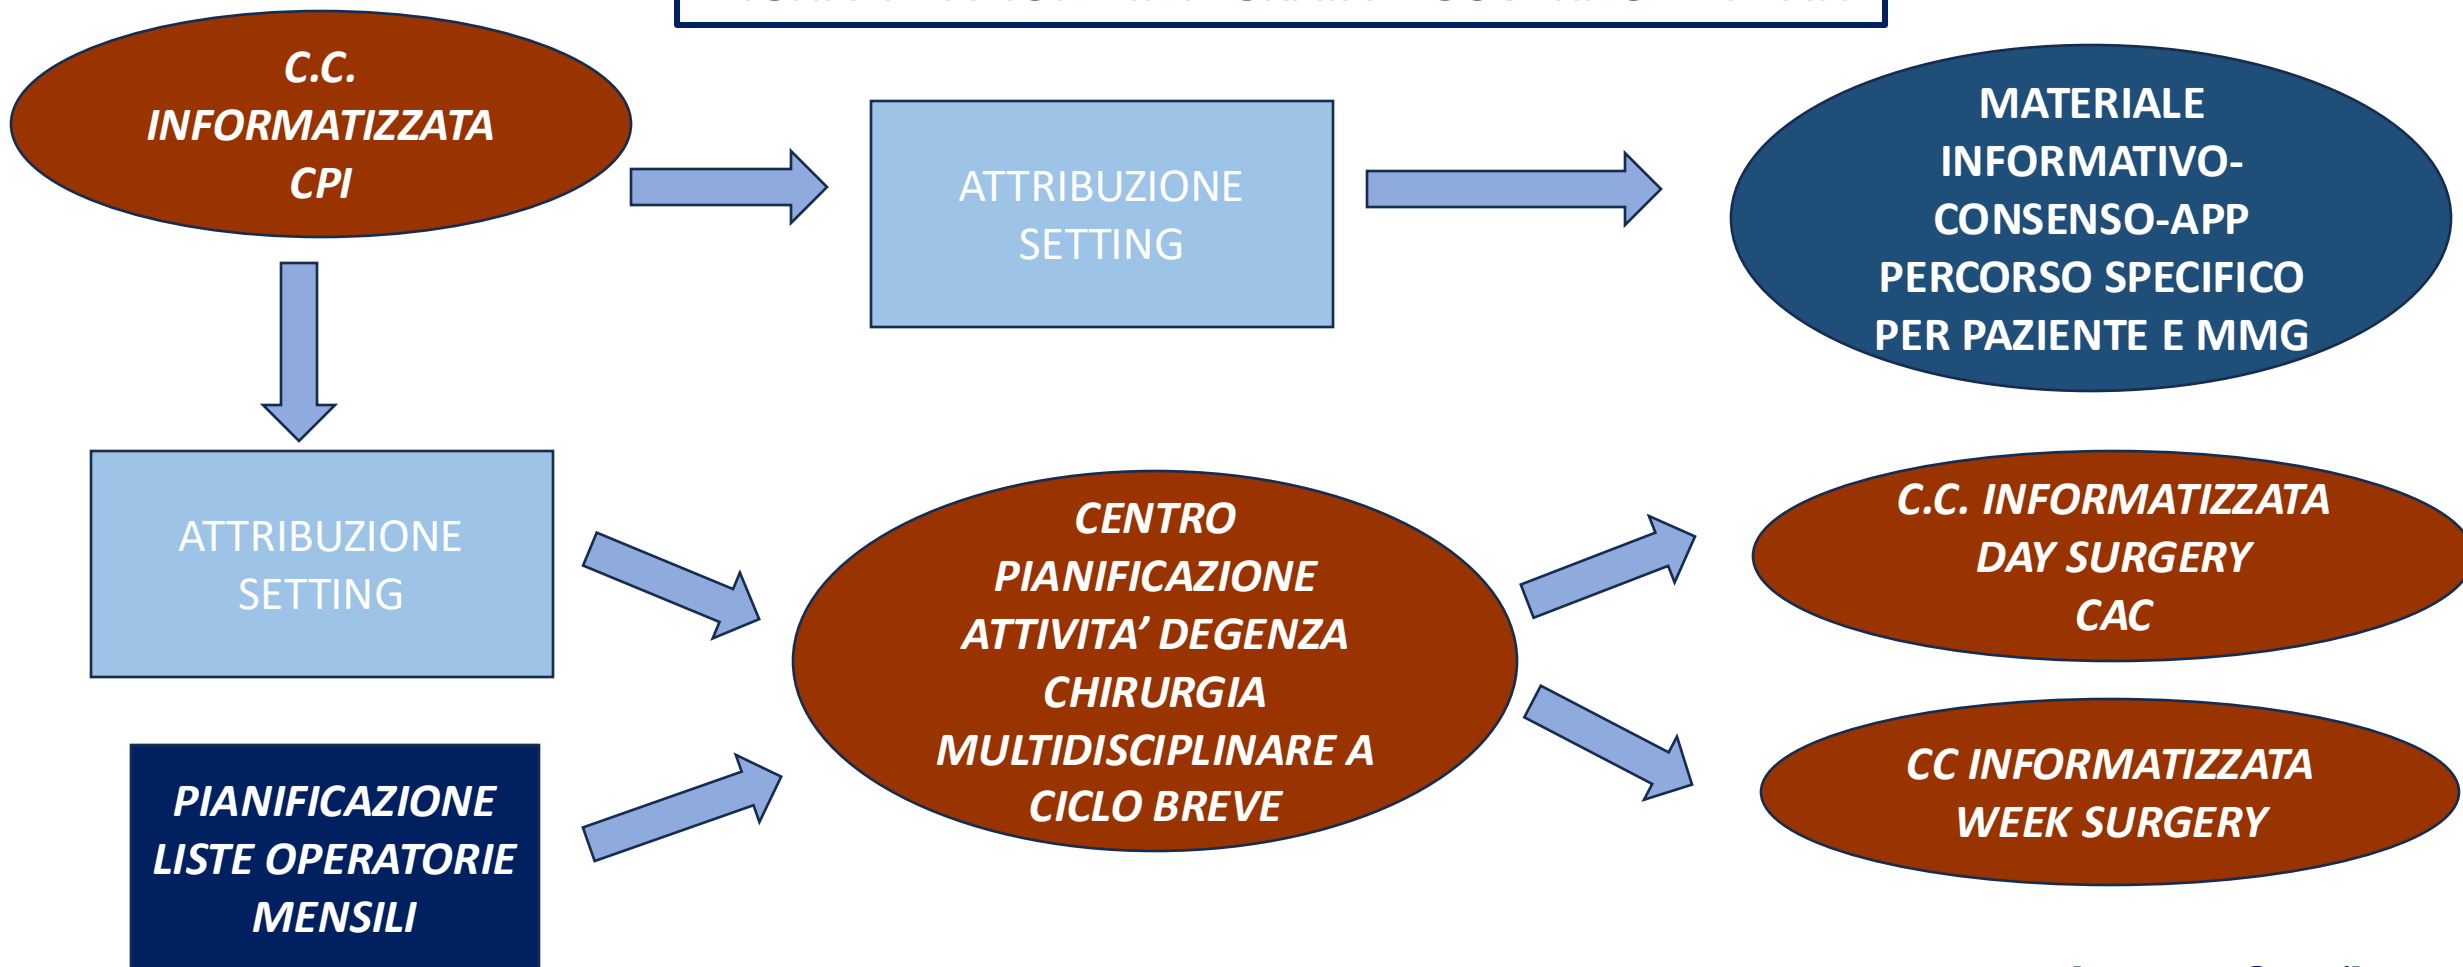 C.C.
INFORMATIZZATA
CPI
ATTRIBUZIONE
SETTING
MATERIALE
INFORMATIVO-
CONSENSO-APP
PERCORSO SPECIFICO
PER PAZIENTE E MMG
ATTRIBUZIONE
SETTING
PIANIFICAZIONE
LISTE OPERATORIE
MENSILI
CENTRO
PIANIFICAZIONE
ATTIVITA’ DEGENZA
CHIRURGIA
MULTIDISCIPLINARE A
CICLO BREVE
C.C. INFORMATIZZATA
DAY SURGERY
CAC
CC INFORMATIZZATA
WEEK SURGERY